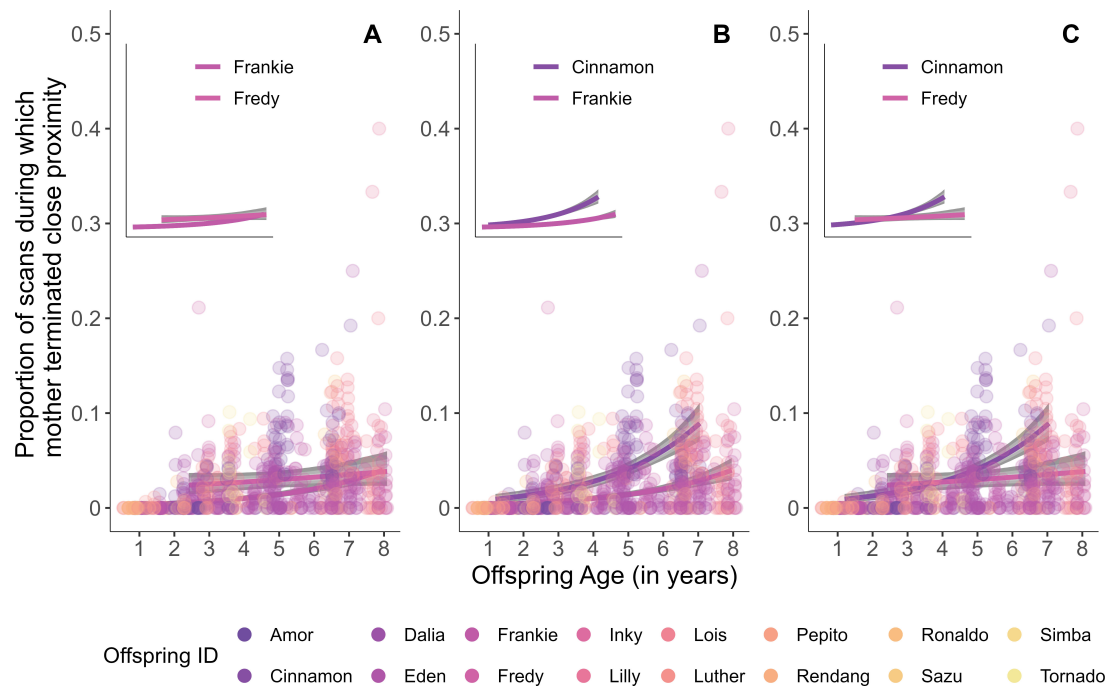 Proportion of scans during which
mother terminated close proximity
A
Frankie
Fredy
0.5
0.4
0.3
0.2
0.1
0
1 2 3 4 5 6 7 8
B
Cinnamon
Frankie
0.5
0.4
0.3
0.2
0.1
0
1 2 3 4 5 6 7 8
C
Cinnamon
Fredy
0.5
0.4
0.3
0.2
0.1
0
1 2 3 4 5 6 7 8
Offspring Age (in years)
Offspring ID
Amor Dalia Frankie Inky Lois Pepito Ronaldo Simba
Cinnamon Eden Fredy Lilly Luther Rendang Sazu Tornado